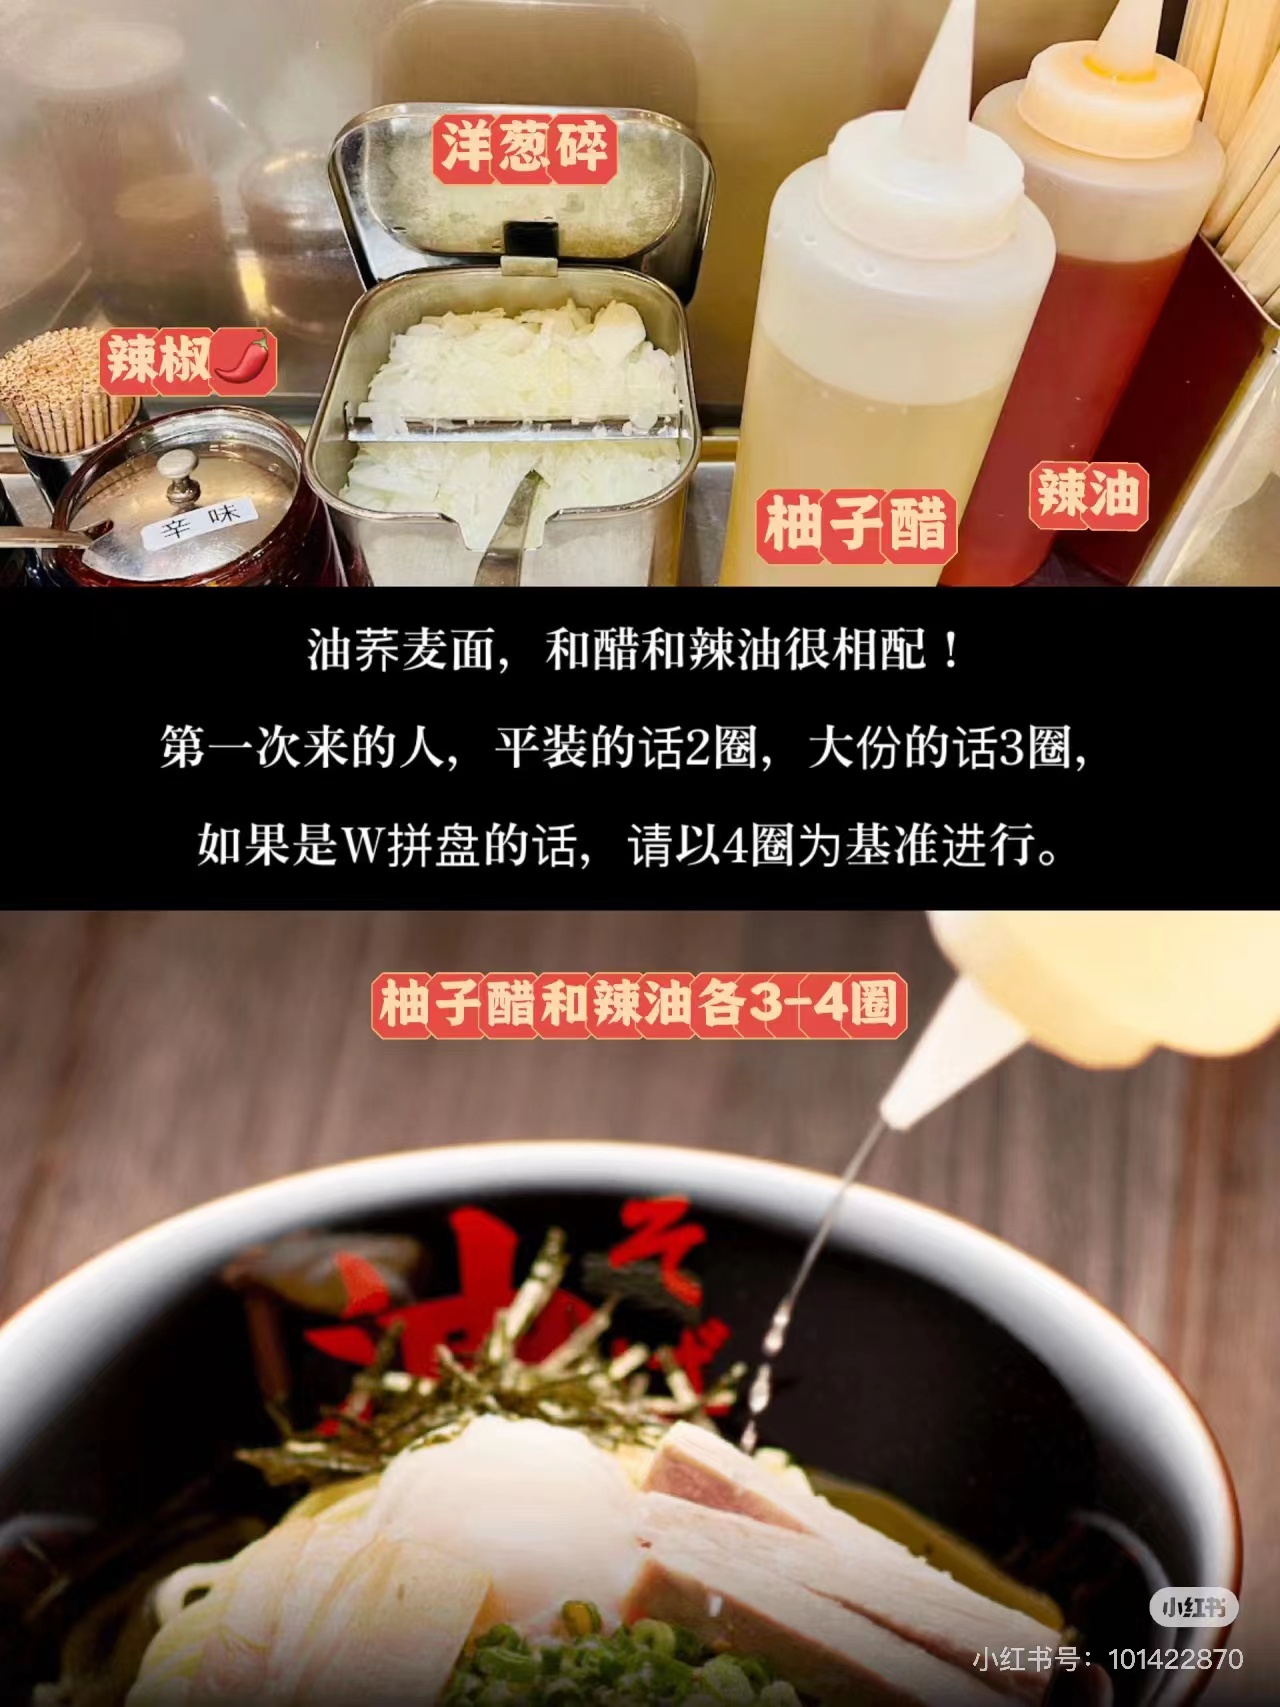 洋葱碎
辣椒🌶
辛味
柚子醋
辣油
油荞麦面，和醋和辣油很相配！
第一次来的人，平装的话2圈，大份的话3圈，
如果是W拼盘的话，请以4圈为基准进行。
柚子醋和辣油各3-4圈
油そば
小红书
小红书号：101422870